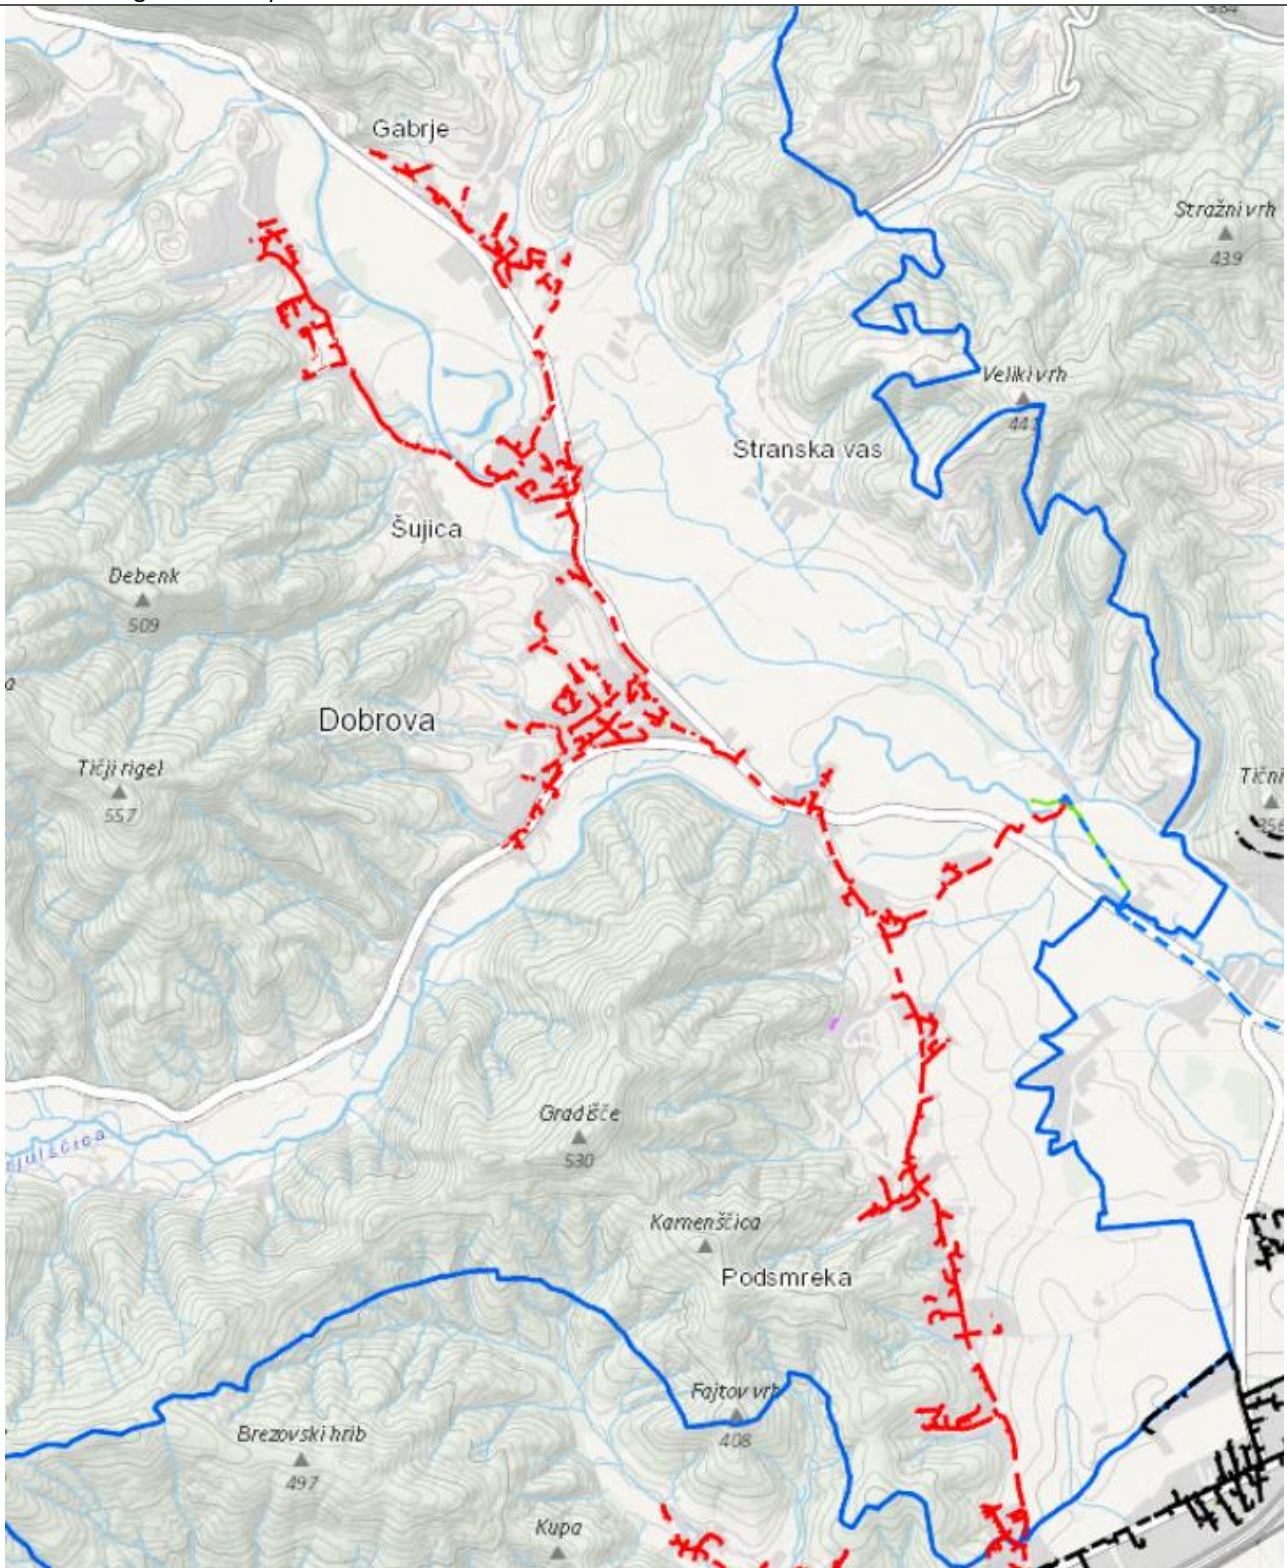 Gabrje
Stražni vrh
439
Veliki vrh
Stranska vas
Šujica
Debenk
509
Dobrova
Tičji rigel
557
Tični
Gradišče
530
Kamenščica
Podsmreka
Fajtov vrh
408
Brezovski hrib
497
Kupa